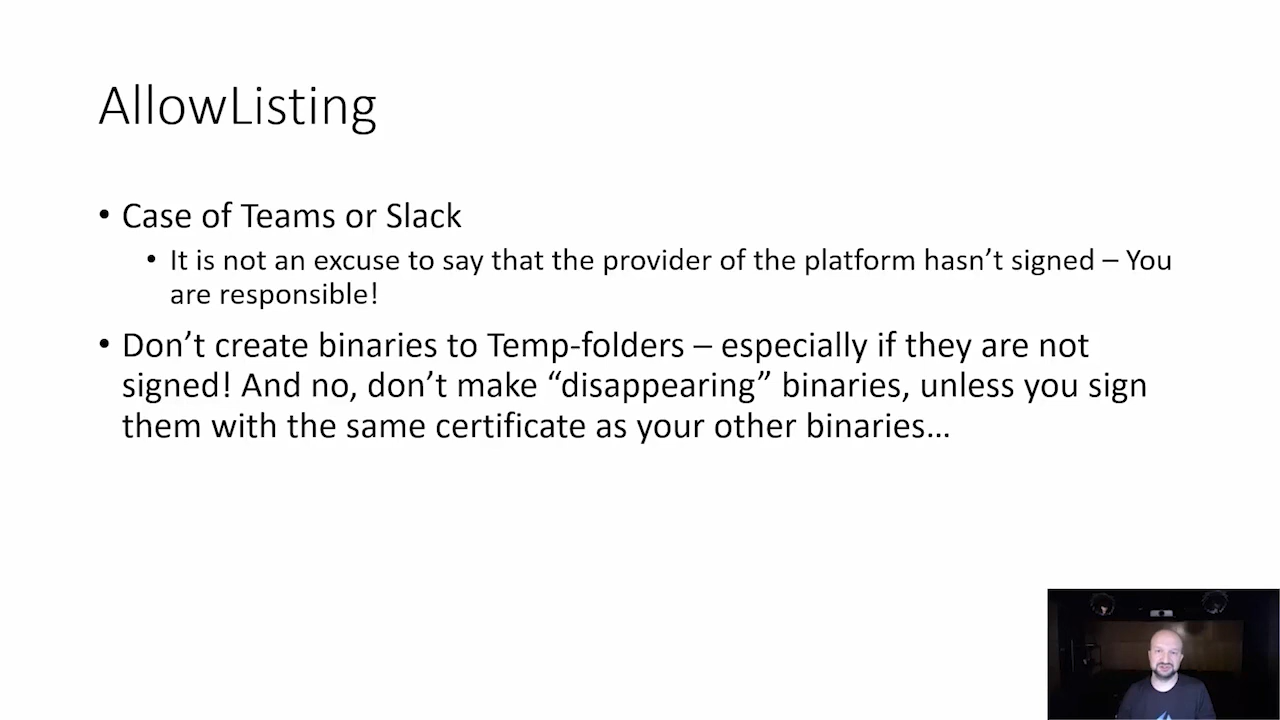 AllowListing
• Case of Teams or Slack
• It is not an excuse to say that the provider of the platform hasn’t signed – You
are responsible!
• Don’t create binaries to Temp-folders – especially if they are not
signed! And no, don’t make “disappearing” binaries, unless you sign
them with the same certificate as your other binaries…